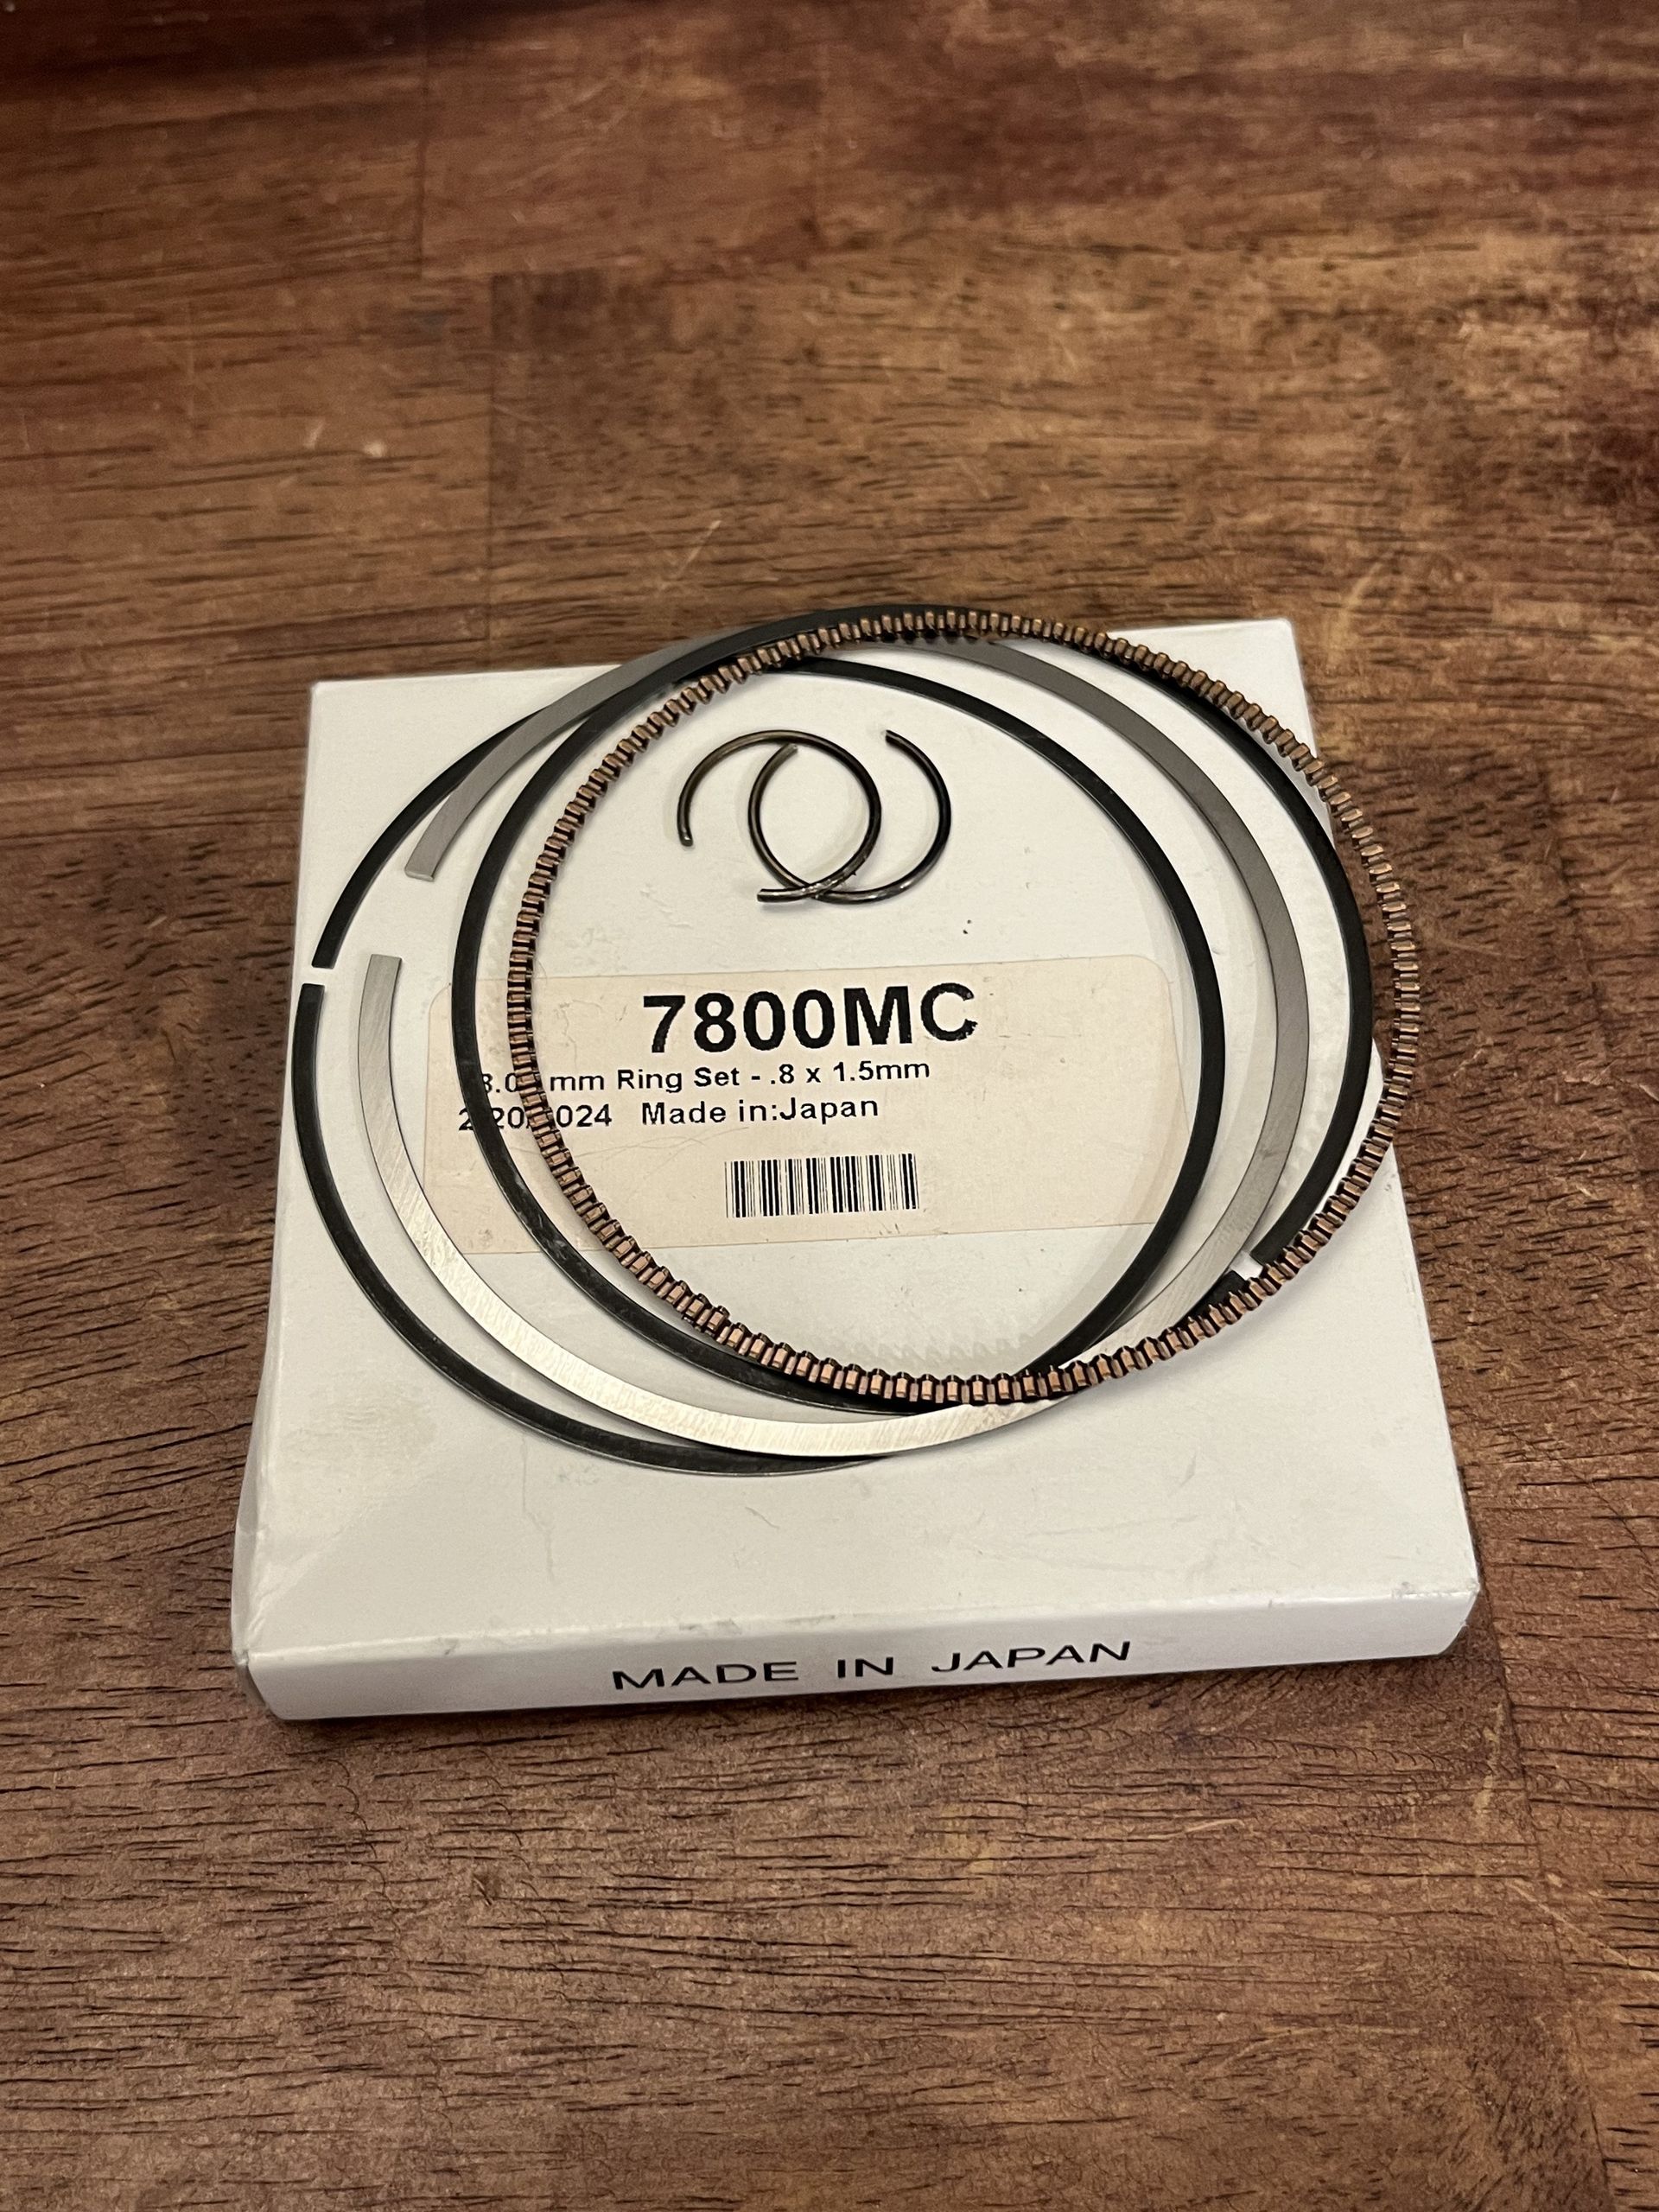 7800MC
mm Ring Set - .8 x 1.5mm
Made in:Japan
MADE IN JAPAN